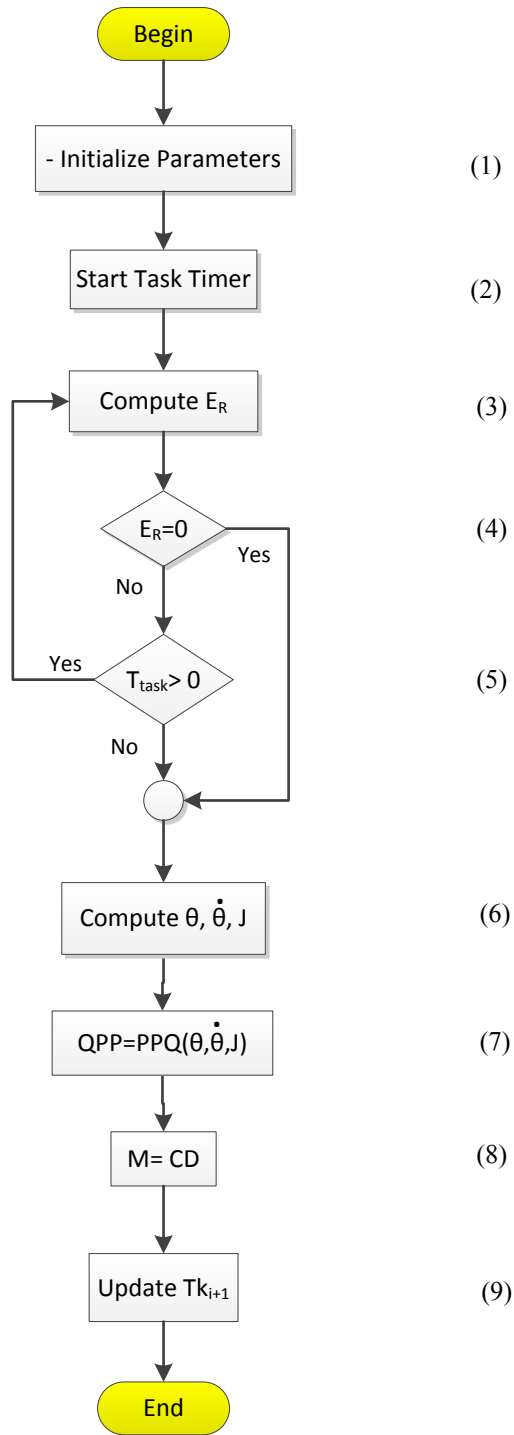 Begin
- Initialize Parameters
(1)
Start Task Timer
(2)
Compute E_R
(3)
E_R=0
(4)
Yes
No
Yes
T_task> 0
(5)
No
Compute θ, θ̇, J
(6)
QPP=PPQ(θ,θ̇,J)
(7)
M= CD
(8)
Update Tk_i+1
(9)
End